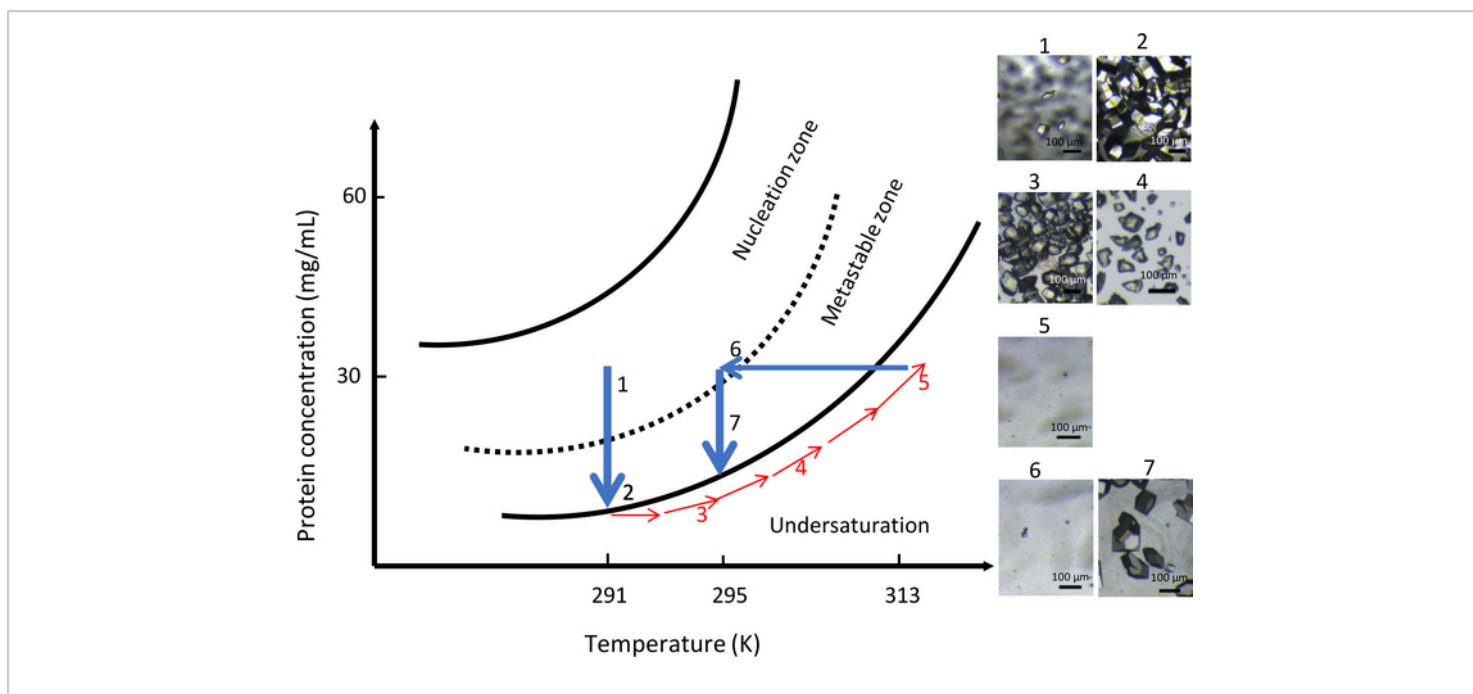 Protein concentration (mg/mL)
60
30
Nucleation zone
Metastable zone
Undersaturation
1
2
3
4
5
6
7
291
295
313
Temperature (K)
1
2
100 µm
100 µm
3
4
100 µm
100 µm
5
100 µm
6
7
100 µm
100 µm